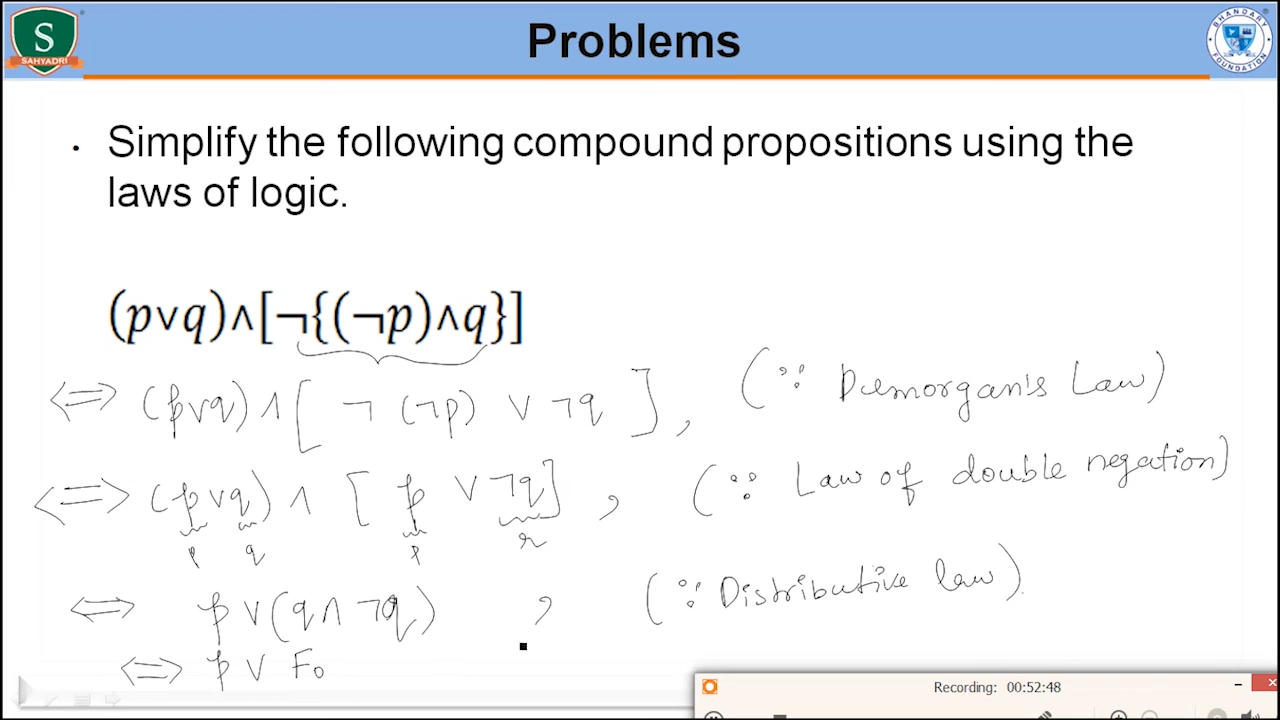 S
SAHYADRI
Problems
BHANDARY FOUNDATION
• Simplify the following compound propositions using the
laws of logic.
(p∨q)∧[¬{(¬p)∧q}]
⇔ (p∨q) ∧ [ ¬ (¬p) ∨ ¬q ] , (∵ Demorgan's Law)
⇔ (p∨q) ∧ [ p ∨ ¬q ] , (∵ Law of double negation)
p q p r
⇔ p ∨ (q ∧ ¬q) , (∵ Distributive law)
⇔ p ∨ F₀
Recording: 00:52:48